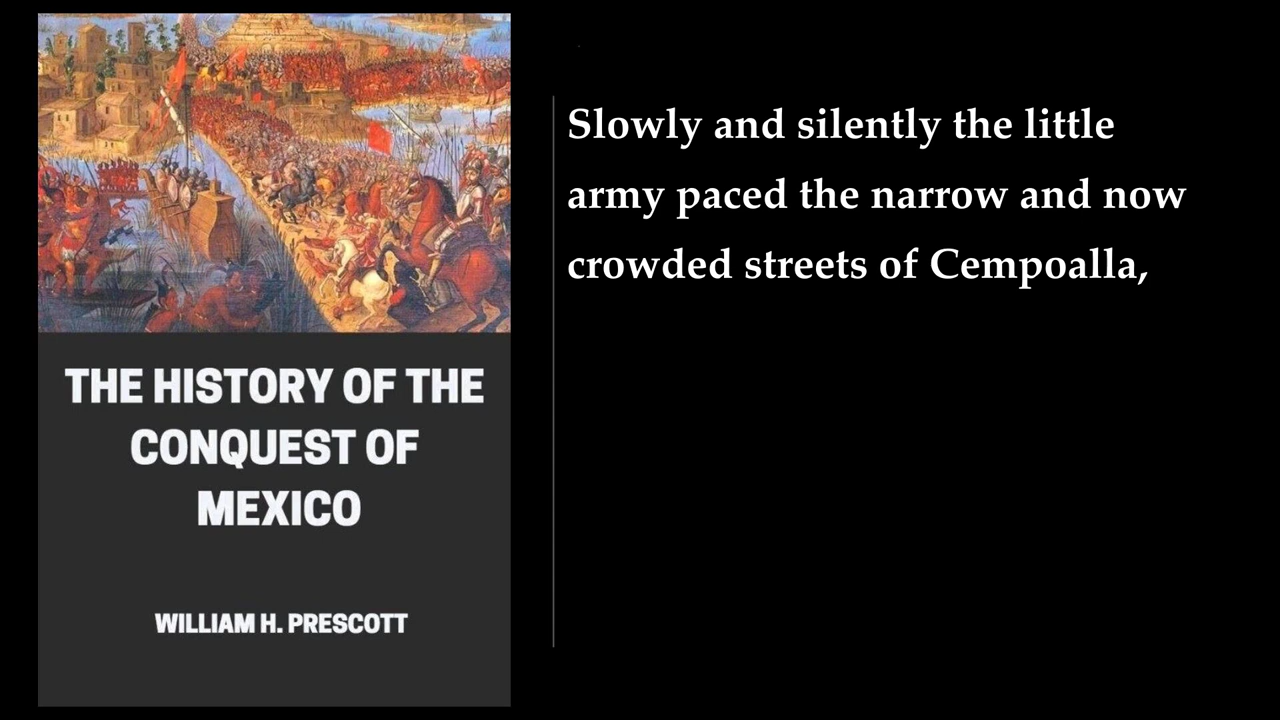 THE HISTORY OF THE
CONQUEST OF
MEXICO
WILLIAM H. PRESCOTT
Slowly and silently the little
army paced the narrow and now
crowded streets of Cempoalla,